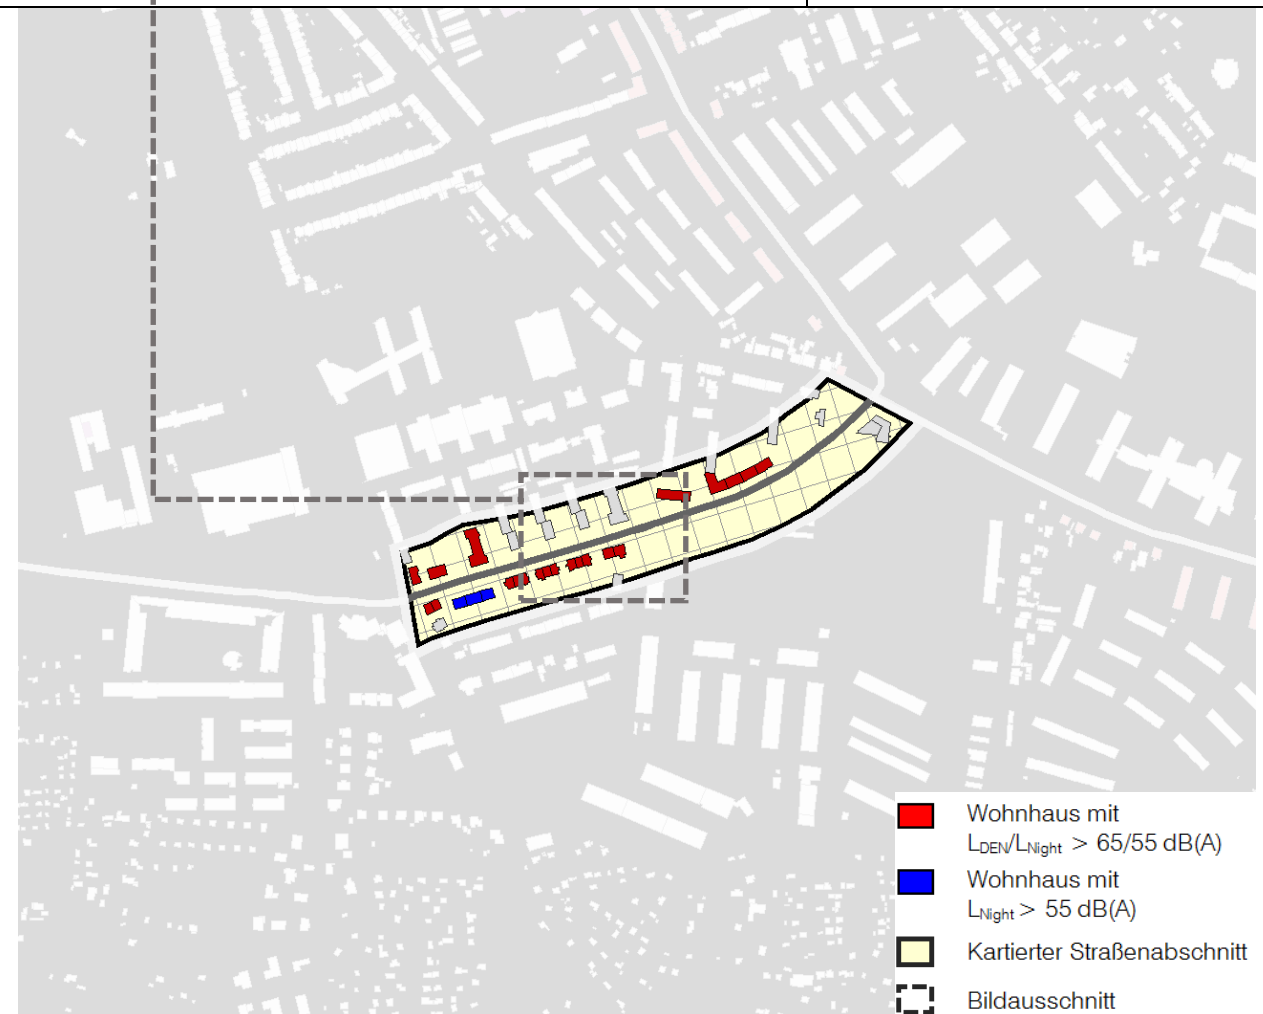 Wohnhaus mit
LDEN/LNight > 65/55 dB(A)
Wohnhaus mit
LNight > 55 dB(A)
Kartierter Straßenabschnitt
Bildausschnitt